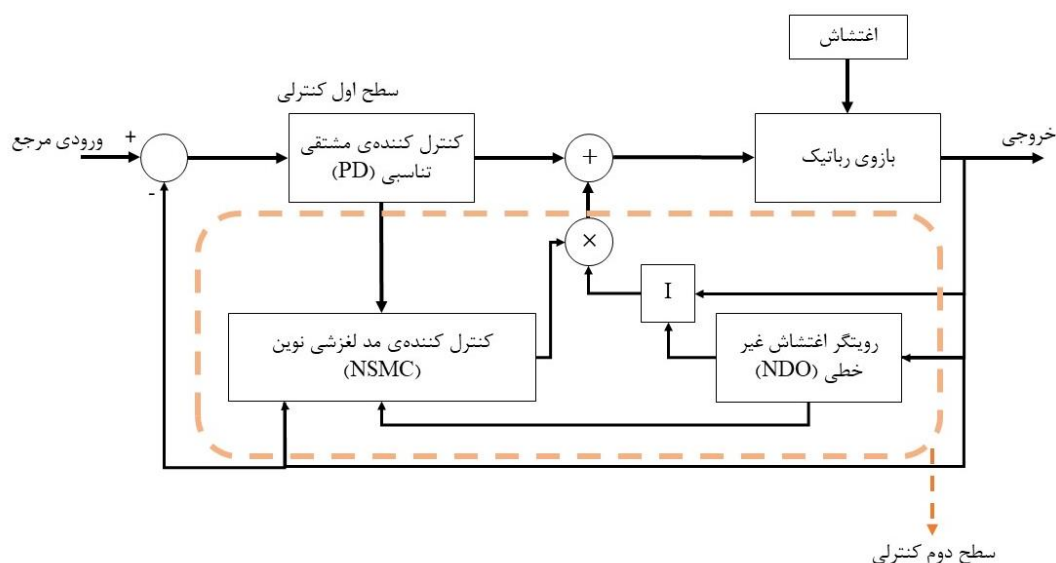 اغتشاش
سطح اول کنترلی
ورودی مرجع
+
-
کنترل کننده‌ی مشتقی
تناسبی (PD)
+
بازوی رباتیک
خروجی
×
I
کنترل کننده‌ی مد لغزشی نوین
(NSMC)
رویتگر اغتشاش غیر
خطی (NDO)
سطح دوم کنترلی